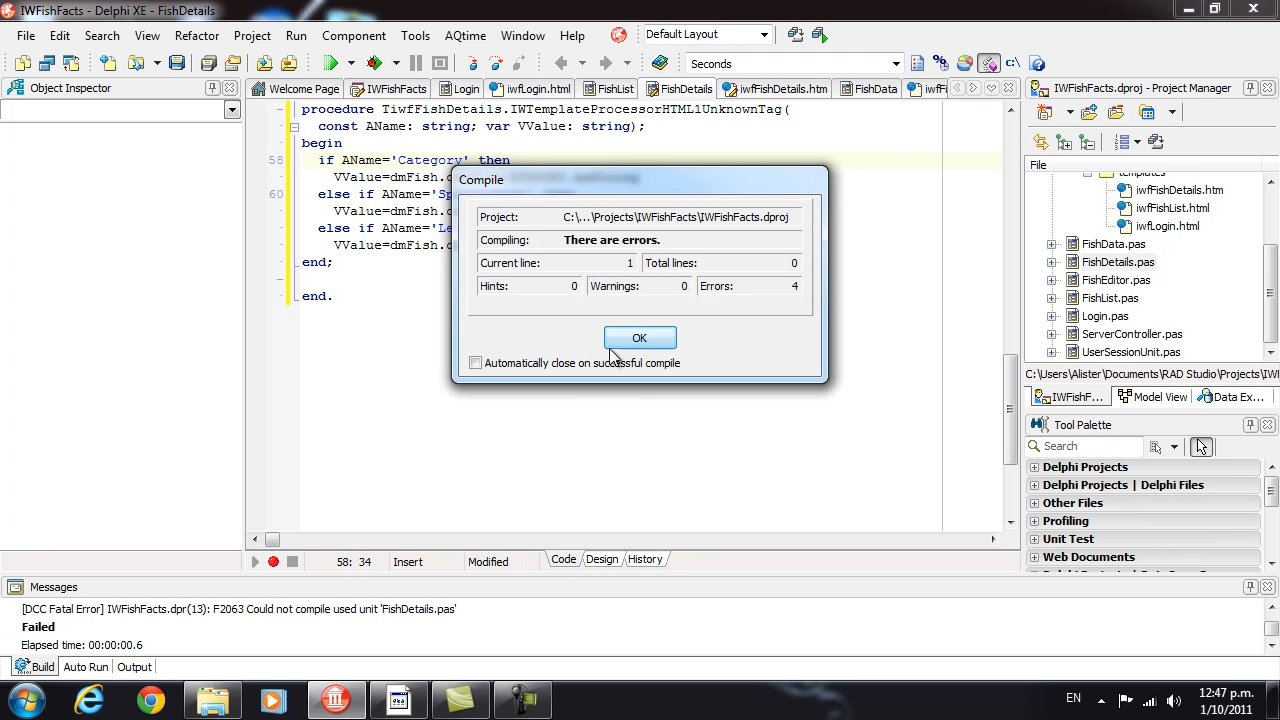 IWFishFacts - Delphi XE - FishDetails
File Edit Search View Refactor Project Run Component Tools AQtime Window Help Default Layout
Seconds
Object Inspector
Welcome Page IWFishFacts Login iwfLogin.html FishList FishDetails iwfFishDetails.htm FishData iwfFi
IWFishFacts.dproj - Project Manager
procedure TiwfFishDetails.IWTemplateProcessorHTML1UnknownTag(
const AName: string; var VValue: string);
begin
58 if AName='Category' then
VValue=dmFish.c
60 else if AName='Sp
VValue=dmFish.c
else if AName='Le
VValue=dmFish.c
end;
end.
Compile
Project: C:\...\Projects\IWFishFacts\IWFishFacts.dproj
Compiling: There are errors.
Current line: 1 Total lines: 0
Hints: 0 Warnings: 0 Errors: 4
OK
Automatically close on successful compile
File
templates
iwfFishDetails.htm
iwfFishList.html
iwfLogin.html
FishData.pas
FishDetails.pas
FishEditor.pas
FishList.pas
Login.pas
ServerController.pas
UserSessionUnit.pas
C:\Users\Alister\Documents\RAD Studio\Projects\IWI
IWFishF... Model View Data Ex...
Tool Palette
Search
Delphi Projects
Delphi Projects | Delphi Files
Other Files
Profiling
Unit Test
Web Documents
58: 34 Insert Modified Code Design History
Messages
[DCC Fatal Error] IWFishFacts.dpr(13): F2063 Could not compile used unit 'FishDetails.pas'
Failed
Elapsed time: 00:00:00.6
Build Auto Run Output
EN
12:47 p.m.
1/10/2011